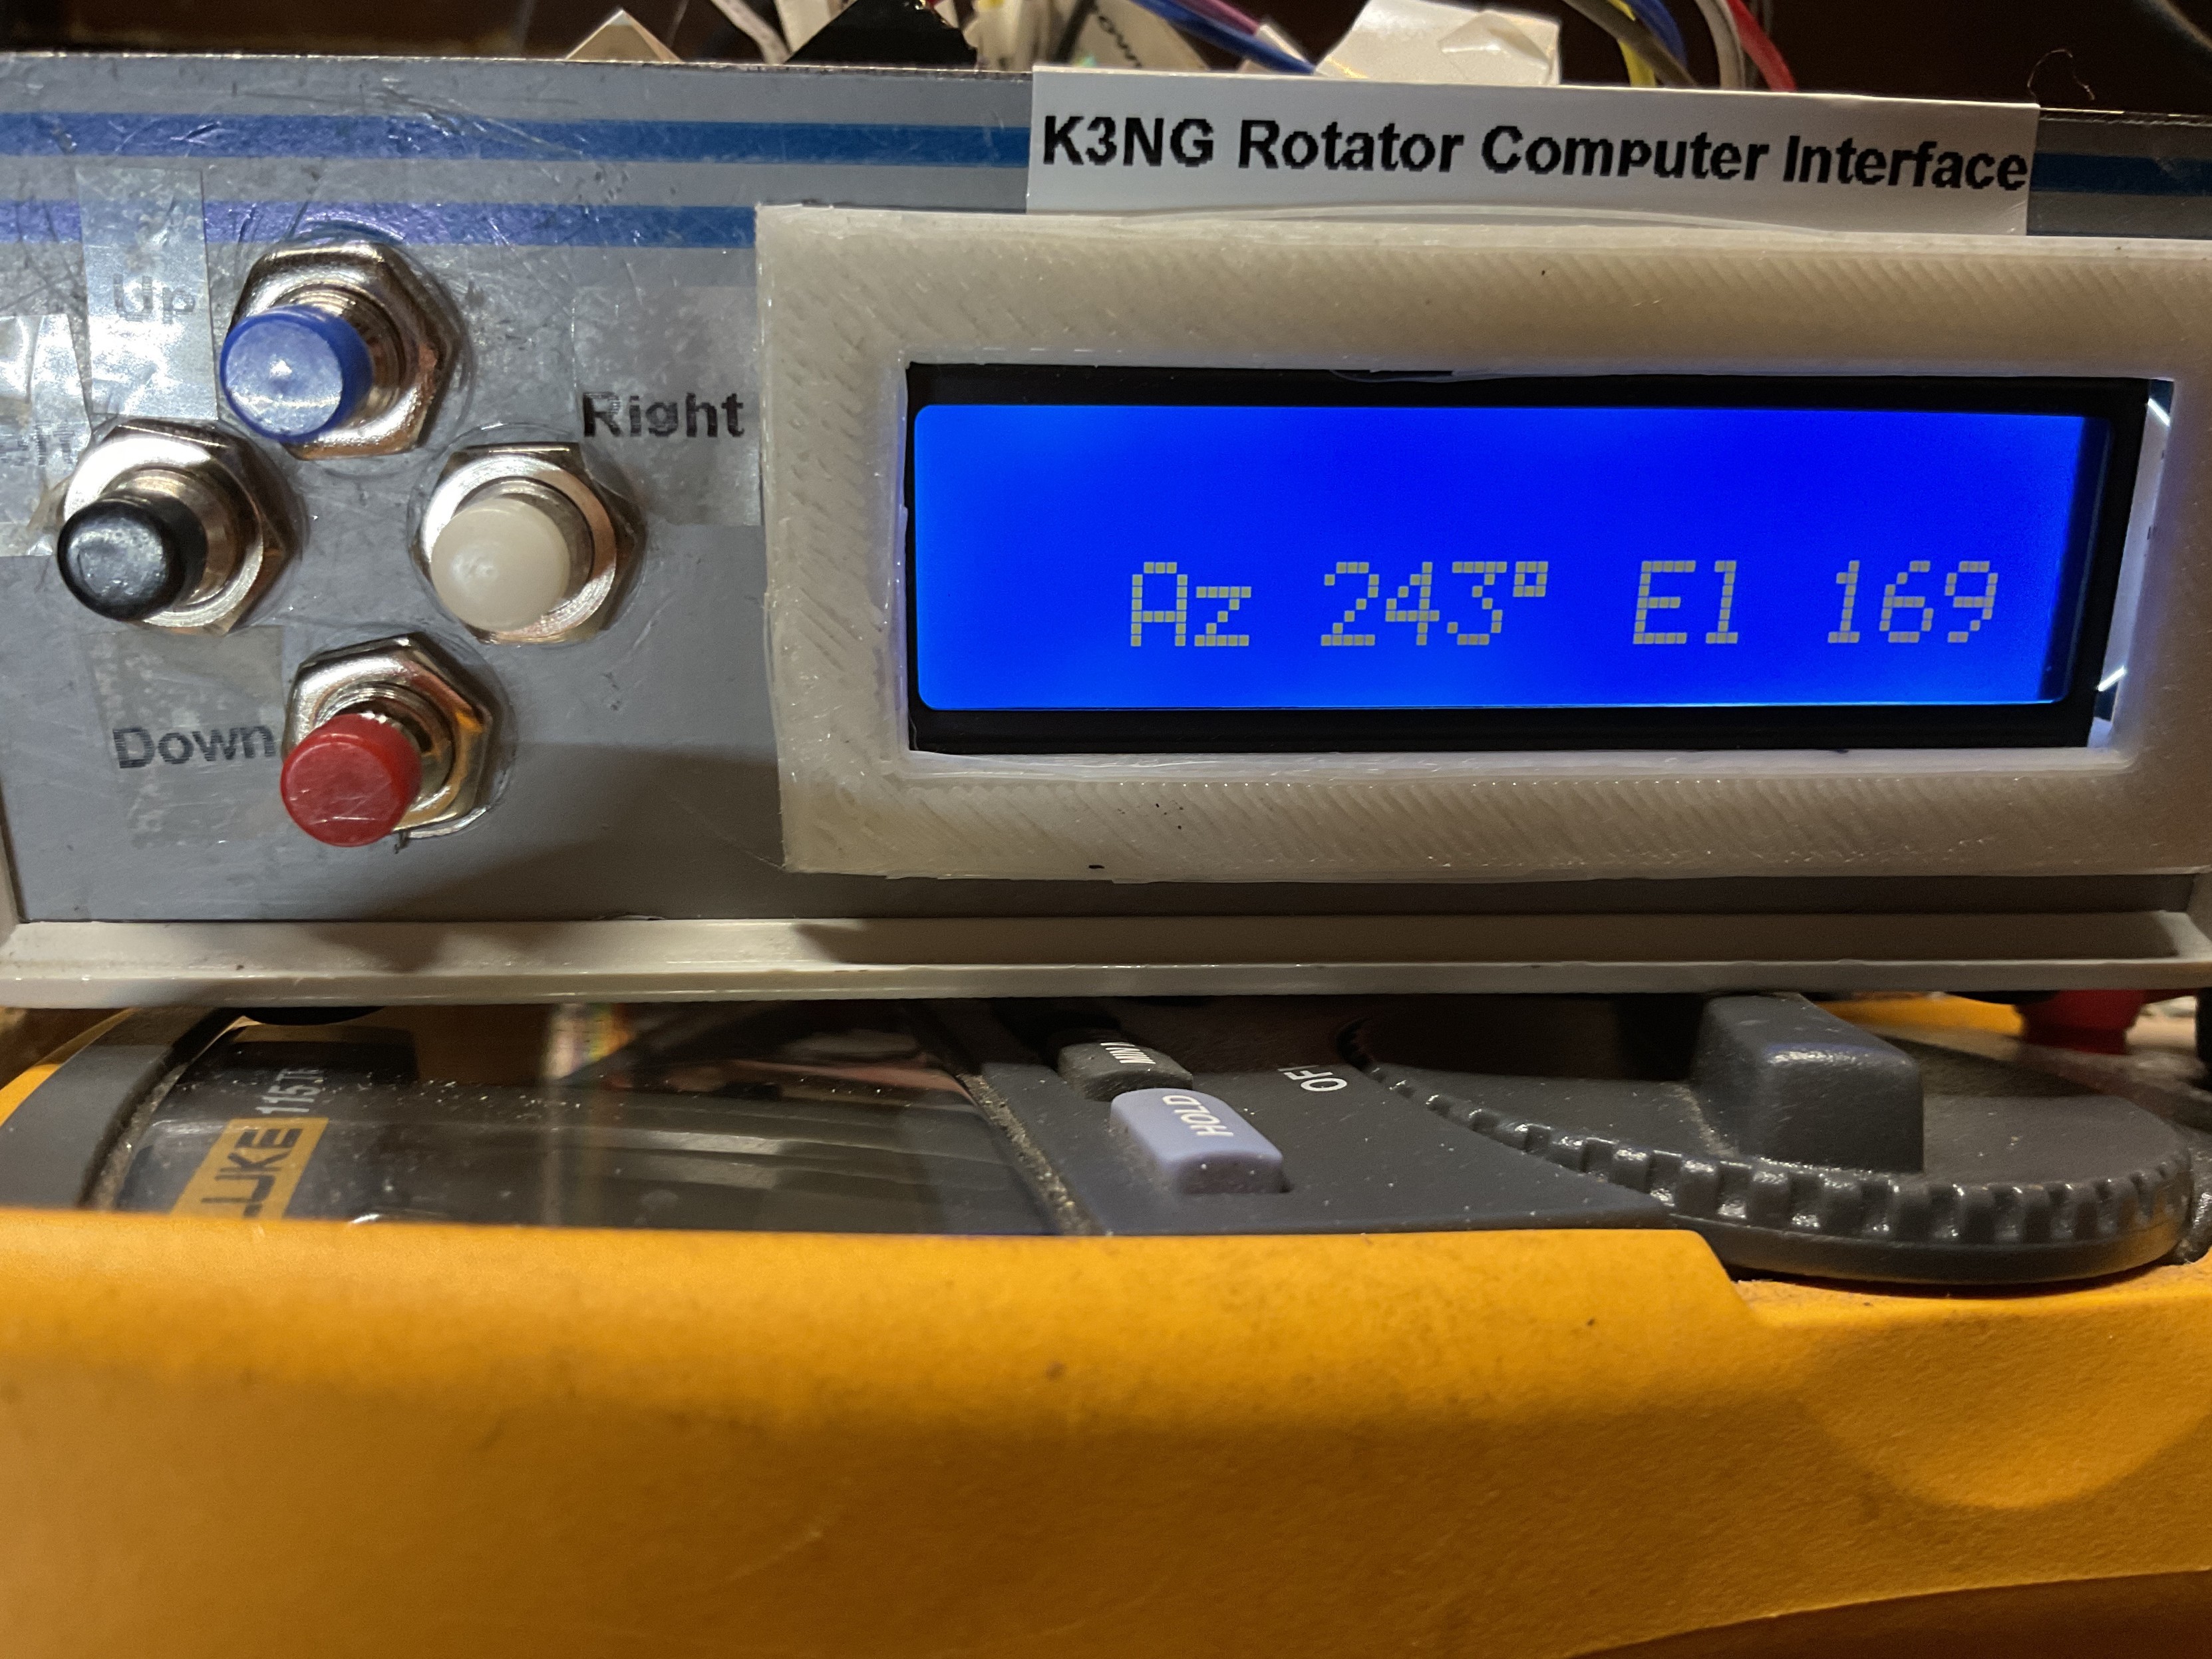 K3NG Rotator Computer Interface
Up
Right
Az 243° El 169
Down
HOLD